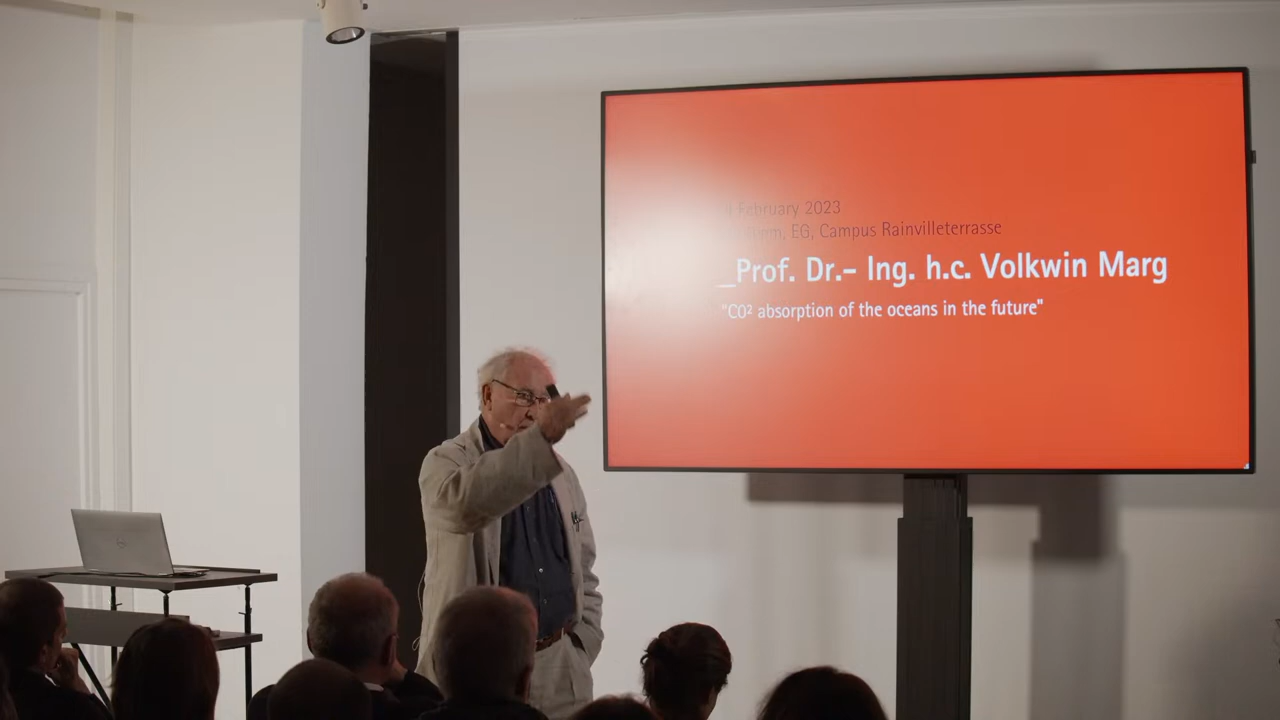 February 2023
EG, Campus Rainvilleterrasse
_Prof. Dr.- Ing. h.c. Volkwin Marg
"CO² absorption of the oceans in the future"